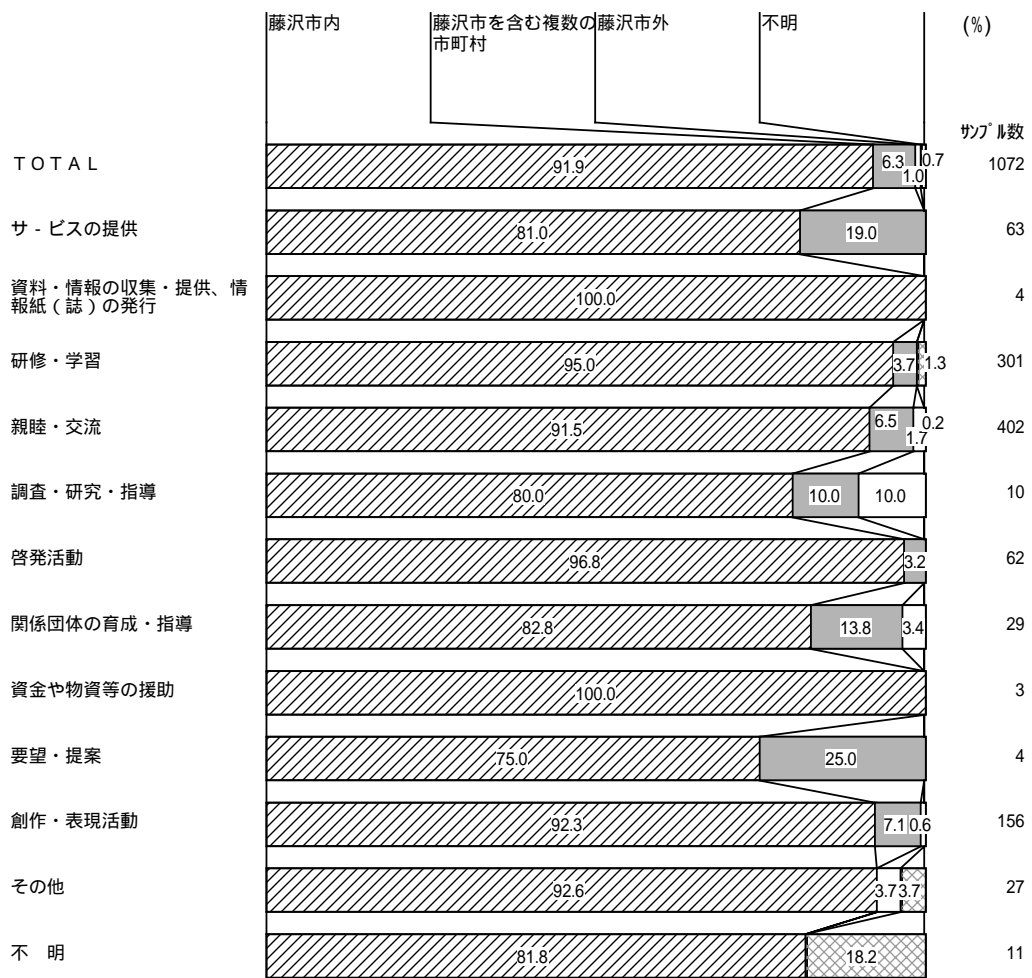 藤沢市内 藤沢市を含む複数の 藤沢市外 不明 (%)
市町村
ｻﾝﾌﾟﾙ数
ＴＯＴＡＬ 91.9 6.3 1.0 0.7 1072
サ - ビスの提供 81.0 19.0 63
資料・情報の収集・提供、情
報紙（誌）の発行 100.0 4
研修・学習 95.0 3.7 1.3 301
親睦・交流 91.5 6.5 1.7 0.2 402
調査・研究・指導 80.0 10.0 10.0 10
啓発活動 96.8 3.2 62
関係団体の育成・指導 82.8 13.8 3.4 29
資金や物資等の援助 100.0 3
要望・提案 75.0 25.0 4
創作・表現活動 92.3 7.1 0.6 156
その他 92.6 3.7 3.7 27
不　明 81.8 18.2 11